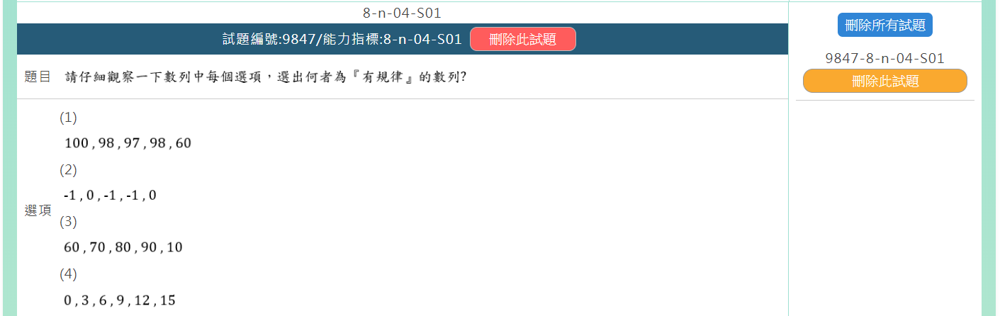 8-n-04-S01
試題編號:9847/能力指標:8-n-04-S01 刪除此試題
題目 請仔細觀察一下數列中每個選項，選出何者為『有規律』的數列?
選項
(1)
100 , 98 , 97 , 98 , 60
(2)
-1 , 0 , -1 , -1 , 0
(3)
60 , 70 , 80 , 90 , 10
(4)
0 , 3 , 6 , 9 , 12 , 15
刪除所有試題
9847-8-n-04-S01
刪除此試題